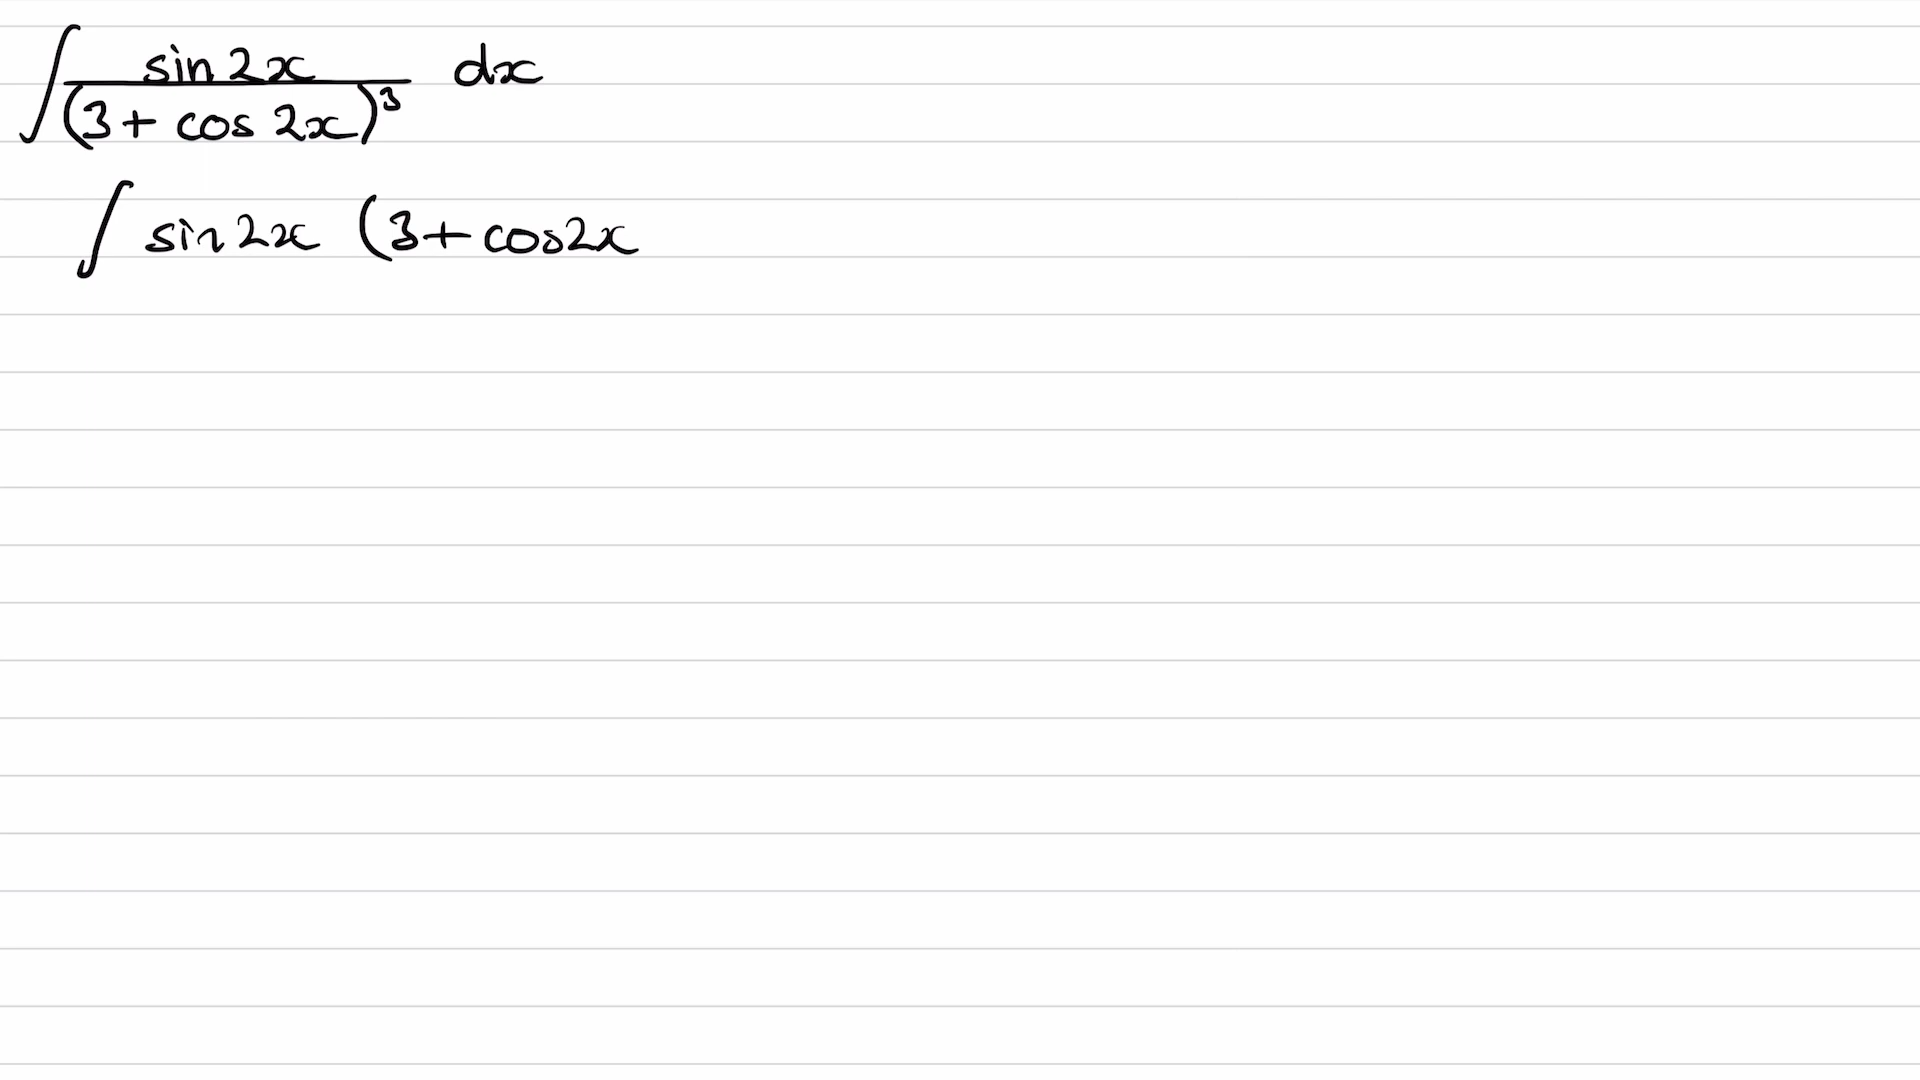 ∫ sin 2x / (3 + cos 2x)³ dx
∫ sin 2x (3 + cos 2x